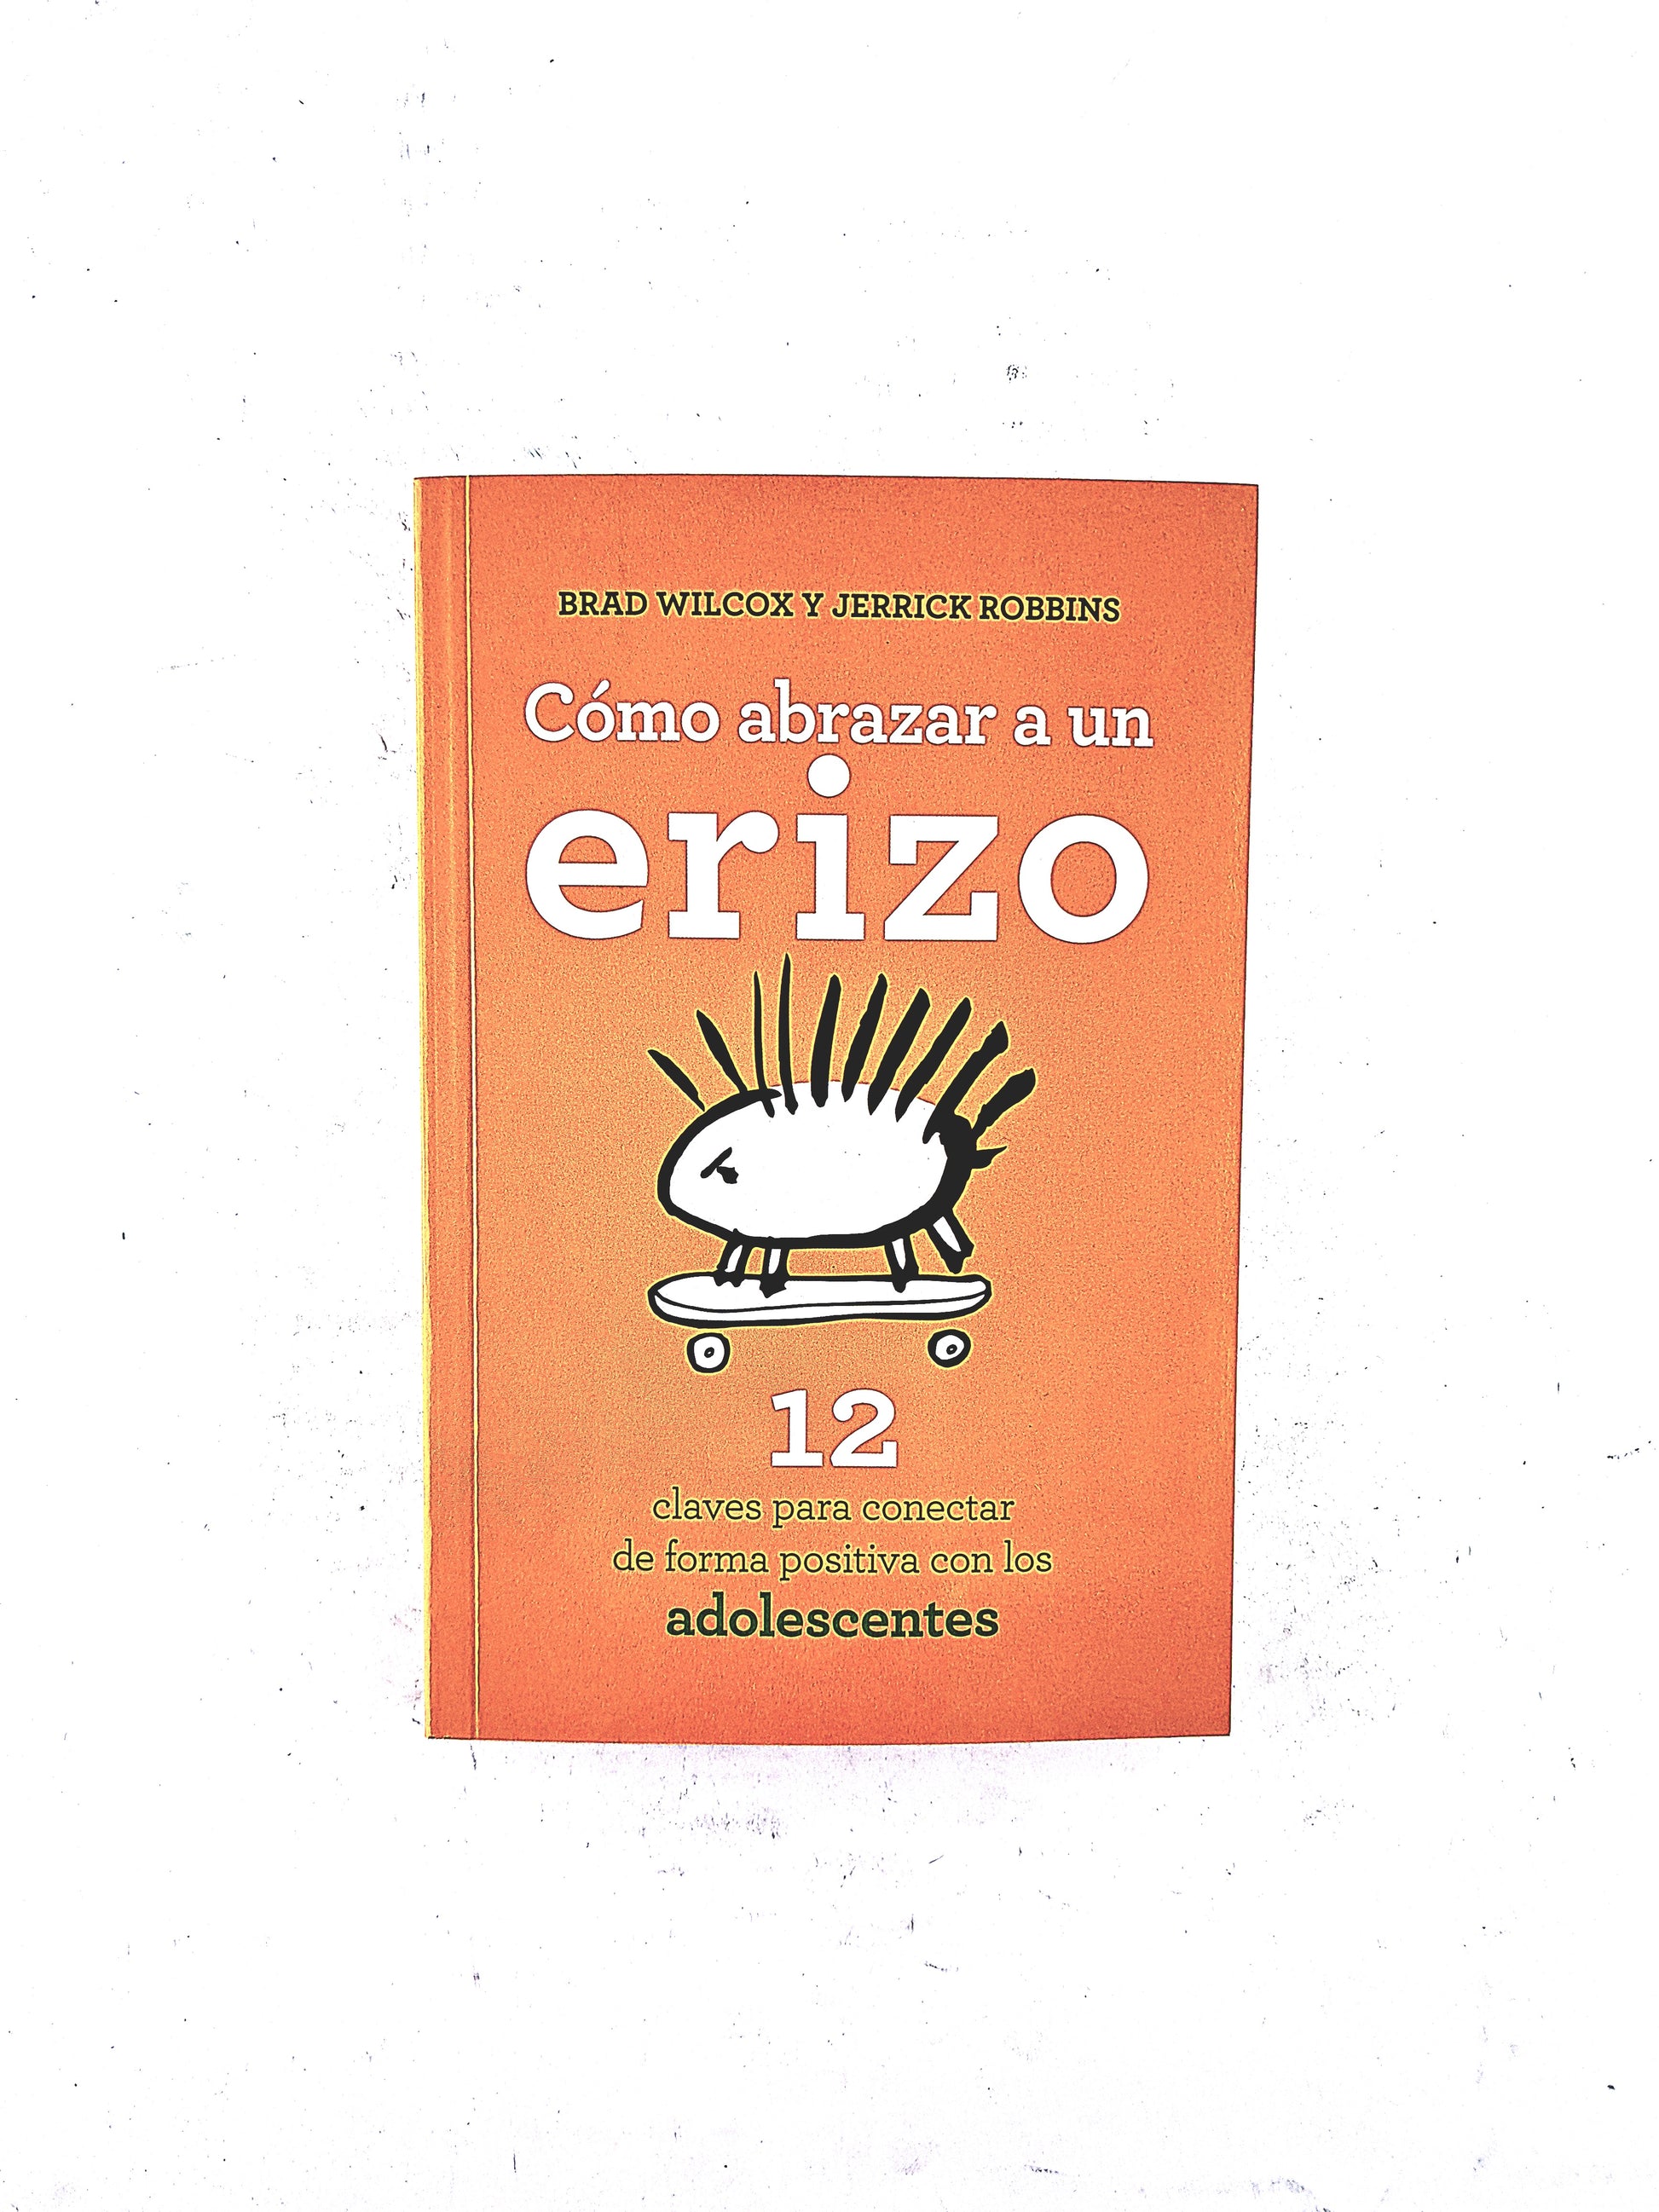 BRAD WILCOX Y JERRICK ROBBINS
Cómo abrazar a un
erizo
12
claves para conectar
de forma positiva con los
adolescentes